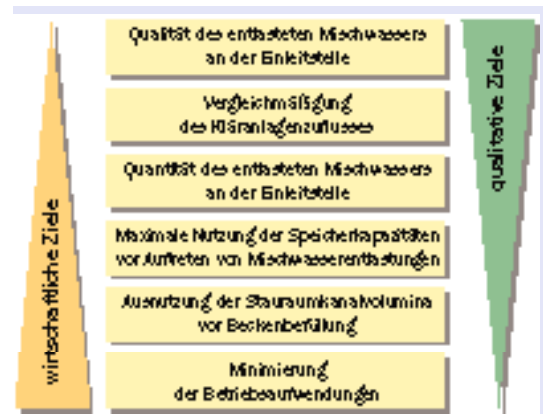 wirtschaftliche Ziele
Qualität des entlasteten Mischwassers
an der Einleitstelle
Vergleichmäßigung
des Kläranlagenzuflusses
Quantität des entlasteten Mischwassers
an der Einleitstelle
Maximale Nutzung der Speicherkapazitäten
vor Auftreten von Mischwasserentlastungen
Ausnutzung der Stauraumkanalvolumina
vor Beckenbefüllung
Minimierung
der Betriebsaufwendungen
qualitative Ziele